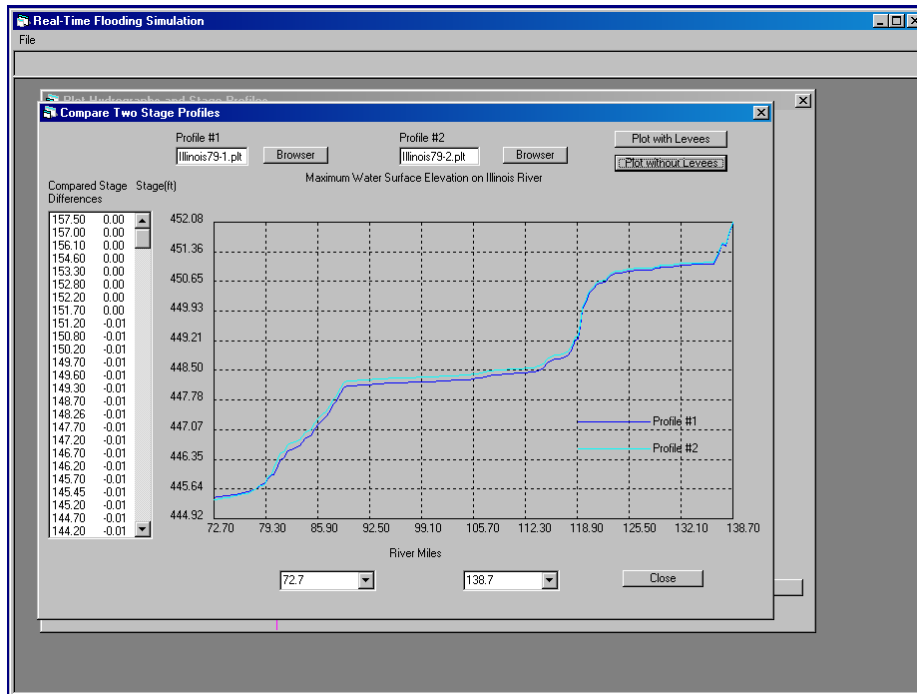 Real-Time Flooding Simulation
File
Plot Hydrographs and Stage Profiles
Compare Two Stage Profiles
Profile #1
Profile #2
Plot with Levees
Illinois79-1.plt
Browser
Illinois79-2.plt
Browser
Plot without Levees
Maximum Water Surface Elevation on Illinois River
Compared Stage Stage(ft)
Differences
157.50 0.00
157.00 0.00
156.10 0.00
154.60 0.00
153.30 0.00
152.80 0.00
152.20 0.00
151.70 0.00
151.20 -0.01
150.80 -0.01
150.20 -0.01
149.70 -0.01
149.60 -0.01
149.30 -0.01
148.70 -0.01
148.26 -0.01
147.70 -0.01
147.20 -0.01
146.70 -0.01
146.20 -0.01
145.70 -0.01
145.45 -0.01
145.20 -0.01
144.70 -0.01
144.20 -0.01
452.08
451.36
450.65
449.93
449.21
448.50
447.78
447.07
446.35
445.64
444.92
Profile #1
Profile #2
72.70 79.30 85.90 92.50 99.10 105.70 112.30 118.90 125.50 132.10 138.70
River Miles
72.7
138.7
Close